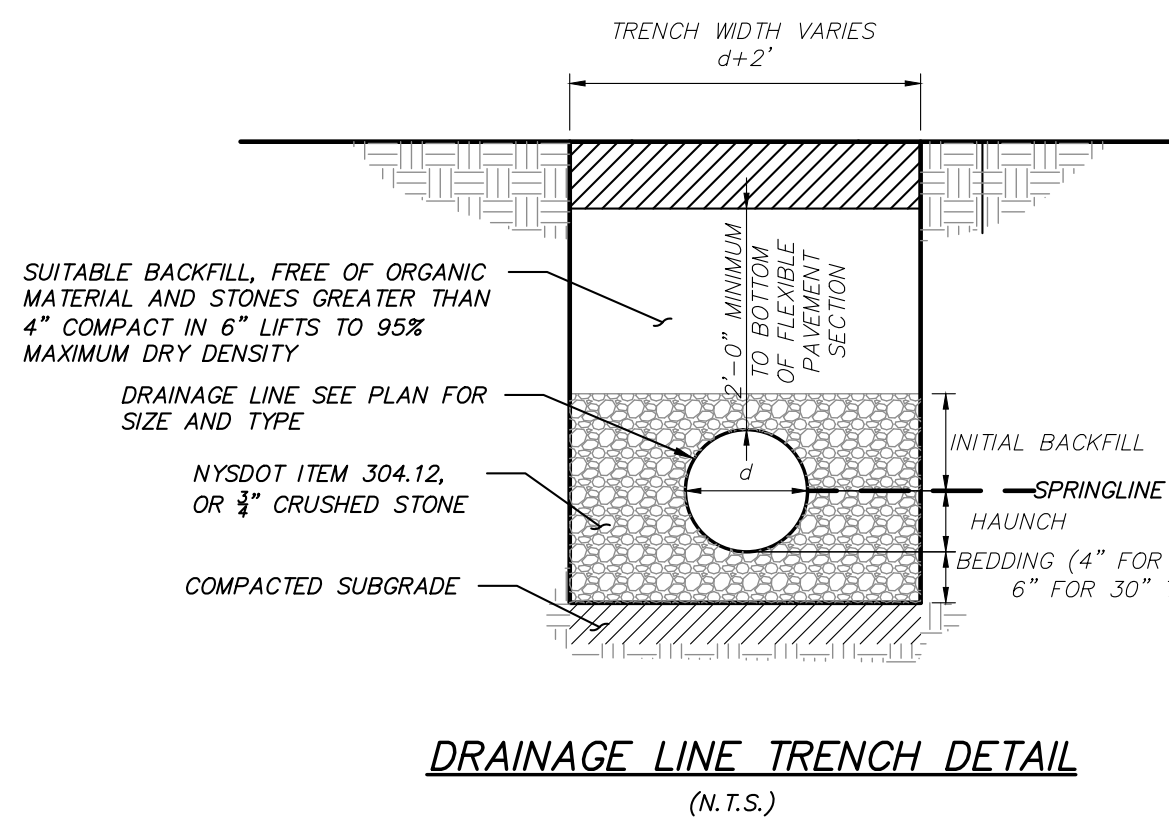 TRENCH WIDTH VARIES
d+2'
SUITABLE BACKFILL, FREE OF ORGANIC
MATERIAL AND STONES GREATER THAN
4" COMPACT IN 6" LIFTS TO 95%
MAXIMUM DRY DENSITY
2'-0" MINIMUM
TO BOTTOM
OF FLEXIBLE
PAVEMENT
SECTION
DRAINAGE LINE SEE PLAN FOR
SIZE AND TYPE
INITIAL BACKFILL
d
NYSDOT ITEM 304.12,
OR ¾" CRUSHED STONE
SPRINGLINE
HAUNCH
BEDDING (4" FOR
6" FOR 30"
COMPACTED SUBGRADE
DRAINAGE LINE TRENCH DETAIL
(N.T.S.)